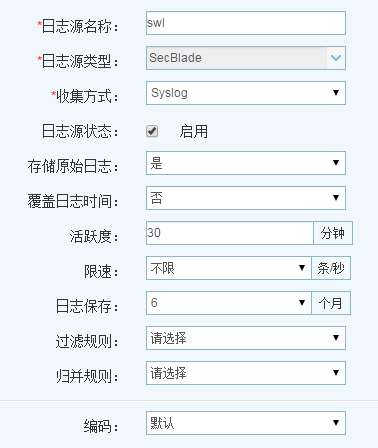 *日志源名称： swl
*日志源类型： SecBlade
*收集方式： Syslog
日志源状态： 启用
存储原始日志： 是
覆盖日志时间： 否
活跃度： 30 分钟
限速： 不限 条/秒
日志保存： 6 个月
过滤规则： 请选择
归并规则： 请选择
编码： 默认